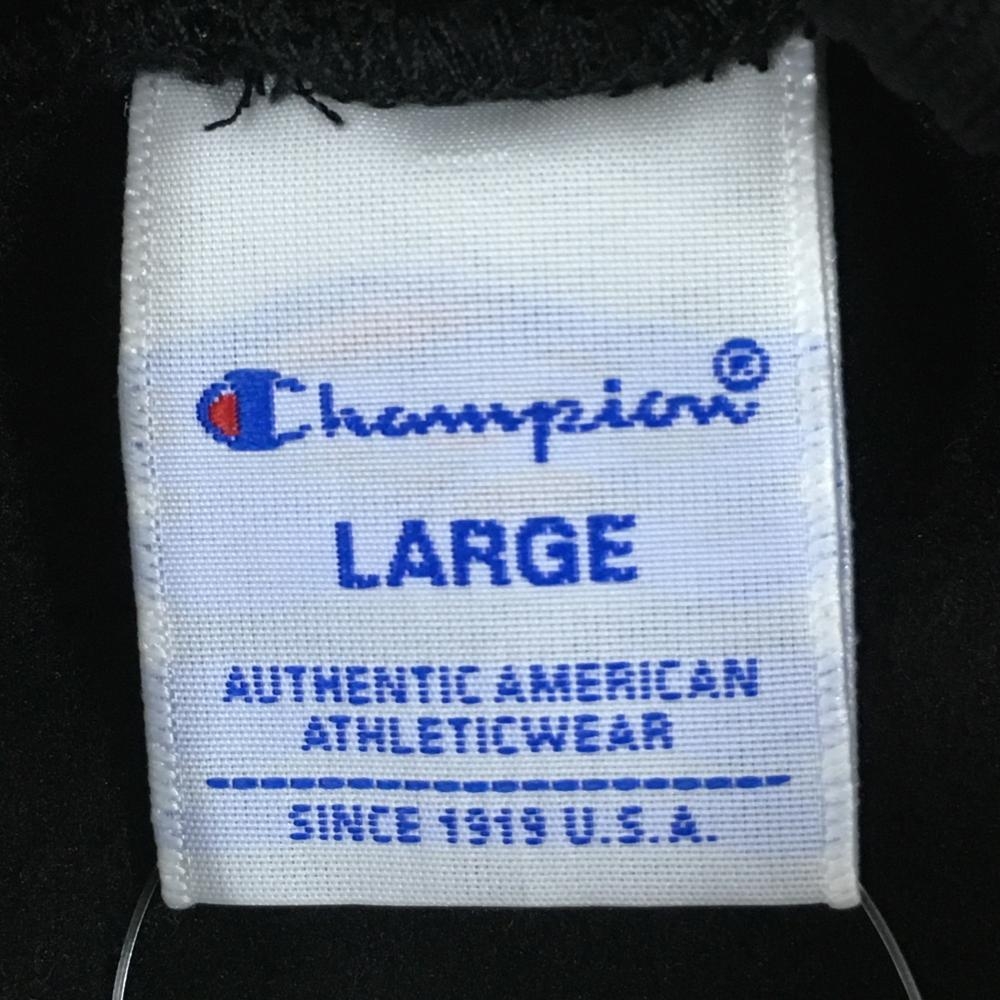 Champion®
LARGE
AUTHENTIC AMERICAN
ATHLETICWEAR
SINCE 1919 U.S.A.